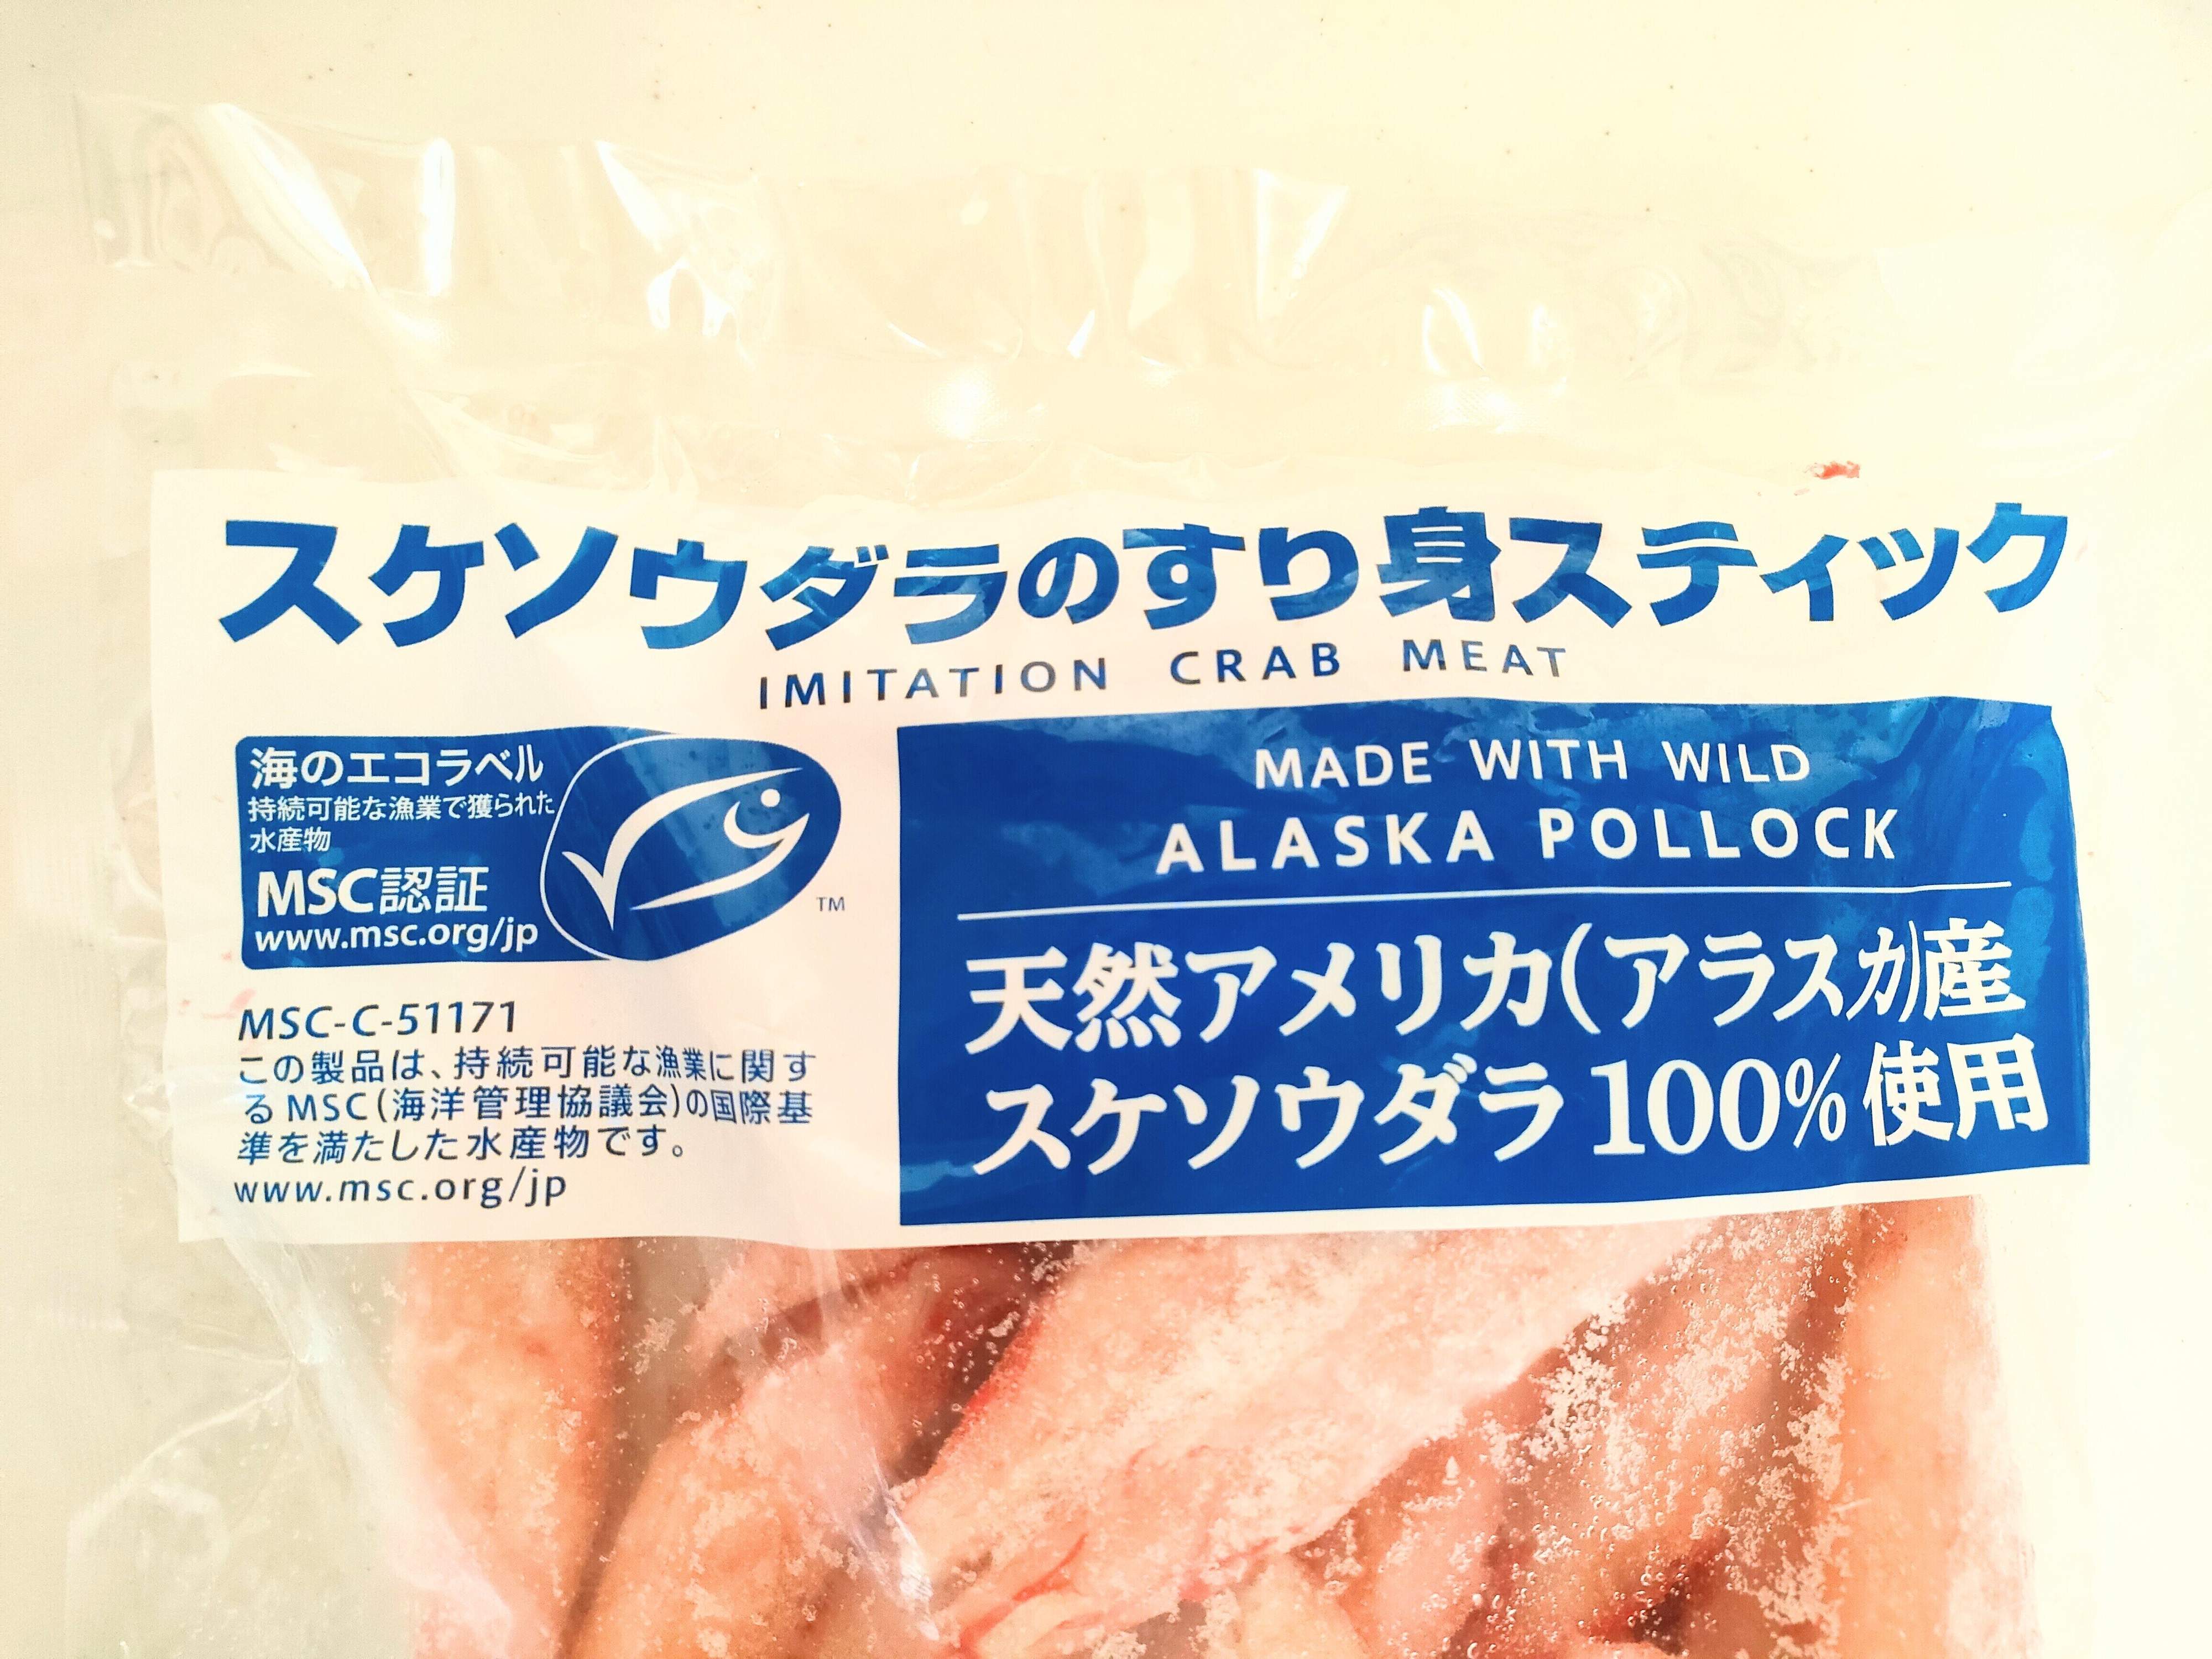 スケソウダラのすり身スティック
IMITATION CRAB MEAT
海のエコラベル
持続可能な漁業で獲られた
水産物
MSC認証
www.msc.org/jp
TM
MSC-C-51171
この製品は、持続可能な漁業に関す
るMSC(海洋管理協議会)の国際基
準を満たした水産物です。
www.msc.org/jp
MADE WITH WILD
ALASKA POLLOCK
天然アメリカ(アラスカ)産
スケソウダラ100%使用